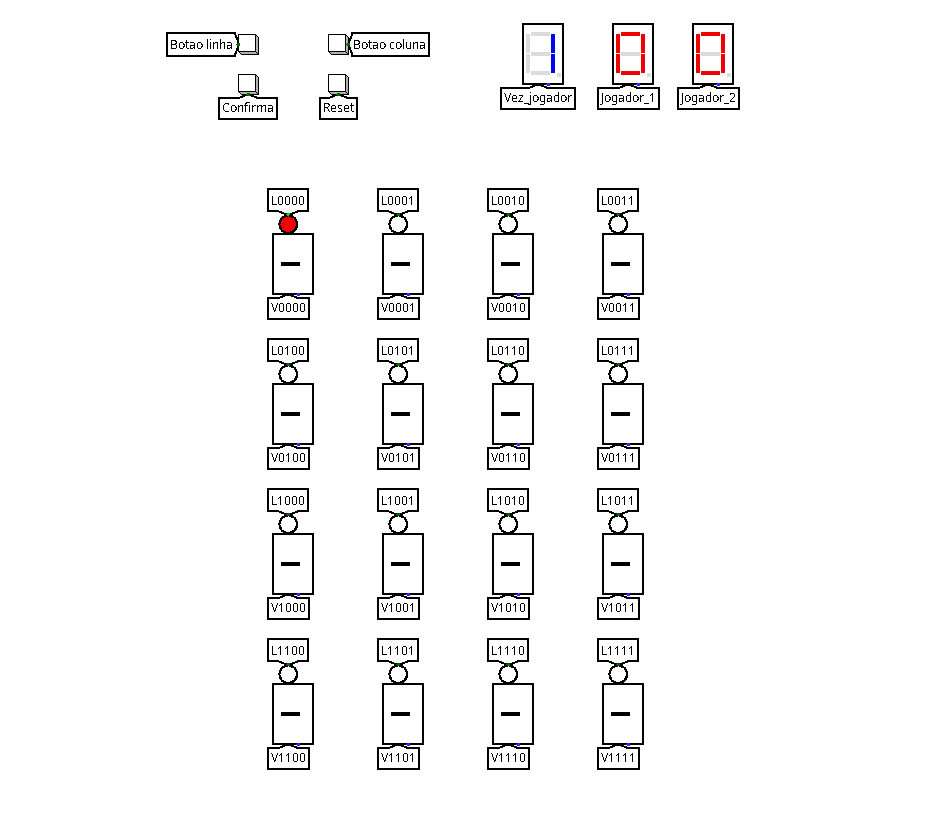 Botao linha Botao coluna
Confirma Reset
1 0 0
Vez_jogador Jogador_1 Jogador_2
L0000 L0001 L0010 L0011
- - - -
V0000 V0001 V0010 V0011
L0100 L0101 L0110 L0111
- - - -
V0100 V0101 V0110 V0111
L1000 L1001 L1010 L1011
- - - -
V1000 V1001 V1010 V1011
L1100 L1101 L1110 L1111
- - - -
V1100 V1101 V1110 V1111